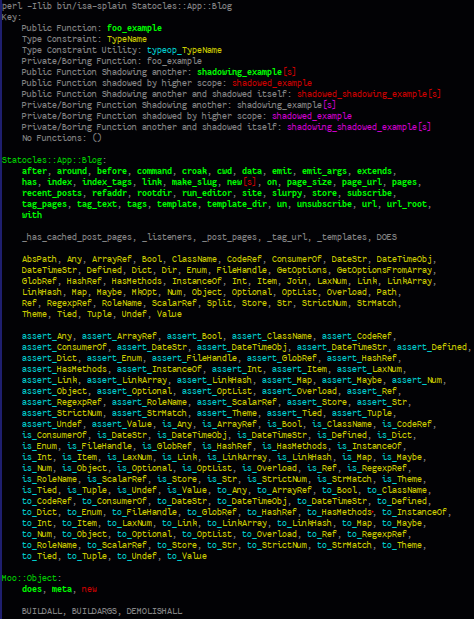 perl -Ilib bin/isa-splain Statocles::App::Blog
Key:
Public Function: foo_example
Type Constraint: TypeName
Type Constraint Utility: typeop_TypeName
Private/Boring Function: foo_example
Public Function Shadowing another: shadowing_example[s]
Public Function shadowed by higher scope: shadowed_example
Public Function Shadowing another and shadowed itself: shadowed_shadowing_example[s]
Private/Boring Function Shadowing another: shadowing_example[s]
Private/Boring Function shadowed by higher scope: shadowed_example
Private/Boring Function another and shadowed itself: shadowing_shadowed_example[s]
No Functions: ()
Statocles::App::Blog:
after, around, before, command, croak, cwd, data, emit, emit_args, extends,
has, index, index_tags, link, make_slug, new[s], on, page_size, page_url, pages,
recent_posts, refaddr, rootdir, run_editor, site, slurpy, store, subscribe,
tag_pages, tag_text, tags, template, template_dir, un, unsubscribe, url, url_root,
with
_has_cached_post_pages, _listeners, _post_pages, _tag_url, _templates, DOES
AbsPath, Any, ArrayRef, Bool, ClassName, CodeRef, ConsumerOf, DateStr, DateTimeObj,
DateTimeStr, Defined, Dict, Dir, Enum, FileHandle, GetOptions, GetOptionsFromArray,
GlobRef, HashRef, HasMethods, InstanceOf, Int, Item, Join, LaxNum, Link, LinkArray,
LinkHash, Map, Maybe, MkOpt, Num, Object, Optional, OptList, Overload, Path,
Ref, RegexpRef, RoleName, ScalarRef, Split, Store, Str, StrictNum, StrMatch,
Theme, Tied, Tuple, Undef, Value
assert_Any, assert_ArrayRef, assert_Bool, assert_ClassName, assert_CodeRef,
assert_ConsumerOf, assert_DateStr, assert_DateTimeObj, assert_DateTimeStr, assert_Defined,
assert_Dict, assert_Enum, assert_FileHandle, assert_GlobRef, assert_HashRef,
assert_HasMethods, assert_InstanceOf, assert_Int, assert_Item, assert_LaxNum,
assert_Link, assert_LinkArray, assert_LinkHash, assert_Map, assert_Maybe, assert_Num,
assert_Object, assert_Optional, assert_OptList, assert_Overload, assert_Ref,
assert_RegexpRef, assert_RoleName, assert_ScalarRef, assert_Store, assert_Str,
assert_StrictNum, assert_StrMatch, assert_Theme, assert_Tied, assert_Tuple,
assert_Undef, assert_Value, is_Any, is_ArrayRef, is_Bool, is_ClassName, is_CodeRef,
is_ConsumerOf, is_DateStr, is_DateTimeObj, is_DateTimeStr, is_Defined, is_Dict,
is_Enum, is_FileHandle, is_GlobRef, is_HashRef, is_HasMethods, is_InstanceOf,
is_Int, is_Item, is_LaxNum, is_Link, is_LinkArray, is_LinkHash, is_Map, is_Maybe,
is_Num, is_Object, is_Optional, is_OptList, is_Overload, is_Ref, is_RegexpRef,
is_RoleName, is_ScalarRef, is_Store, is_Str, is_StrictNum, is_StrMatch, is_Theme,
is_Tied, is_Tuple, is_Undef, is_Value, to_Any, to_ArrayRef, to_Bool, to_ClassName,
to_CodeRef, to_ConsumerOf, to_DateStr, to_DateTimeObj, to_DateTimeStr, to_Defined,
to_Dict, to_Enum, to_FileHandle, to_GlobRef, to_HashRef, to_HasMethods, to_InstanceOf,
to_Int, to_Item, to_LaxNum, to_Link, to_LinkArray, to_LinkHash, to_Map, to_Maybe,
to_Num, to_Object, to_Optional, to_OptList, to_Overload, to_Ref, to_RegexpRef,
to_RoleName, to_ScalarRef, to_Store, to_Str, to_StrictNum, to_StrMatch, to_Theme,
to_Tied, to_Tuple, to_Undef, to_Value
Moo::Object:
does, meta, new
BUILDALL, BUILDARGS, DEMOLISHALL